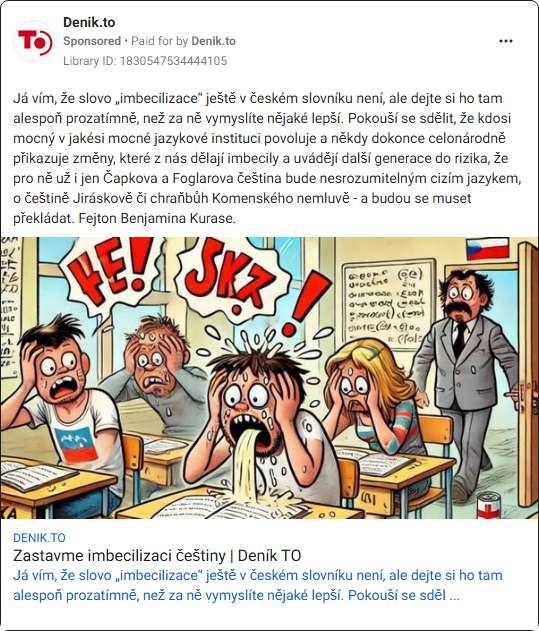 Denik.to
Sponsored • Paid for by Denik.to
Library ID: 1830547534444105
Já vím, že slovo „imbecilizace“ ještě v českém slovníku není, ale dejte si ho tam
alespoň prozatímně, než za ně vymyslíte nějaké lepší. Pokouší se sdělit, že kdosi
mocný v jakési mocné jazykové instituci povoluje a někdy dokonce celonárodně
přikazuje změny, které z nás dělají imbecily a uvádějí další generace do rizika, že
pro ně už i jen Čapkova a Foglarova čeština bude nesrozumitelným cizím jazykem,
o češtině Jiráskově či chraňbůh Komenského nemluvě - a budou se muset
překládat. Fejton Benjamina Kurase.
DENIK.TO
Zastavme imbecilizaci češtiny | Deník TO
Já vím, že slovo „imbecilizace“ ještě v českém slovníku není, ale dejte si ho tam
alespoň prozatímně, než za ně vymyslíte nějaké lepší. Pokouší se sděl ...